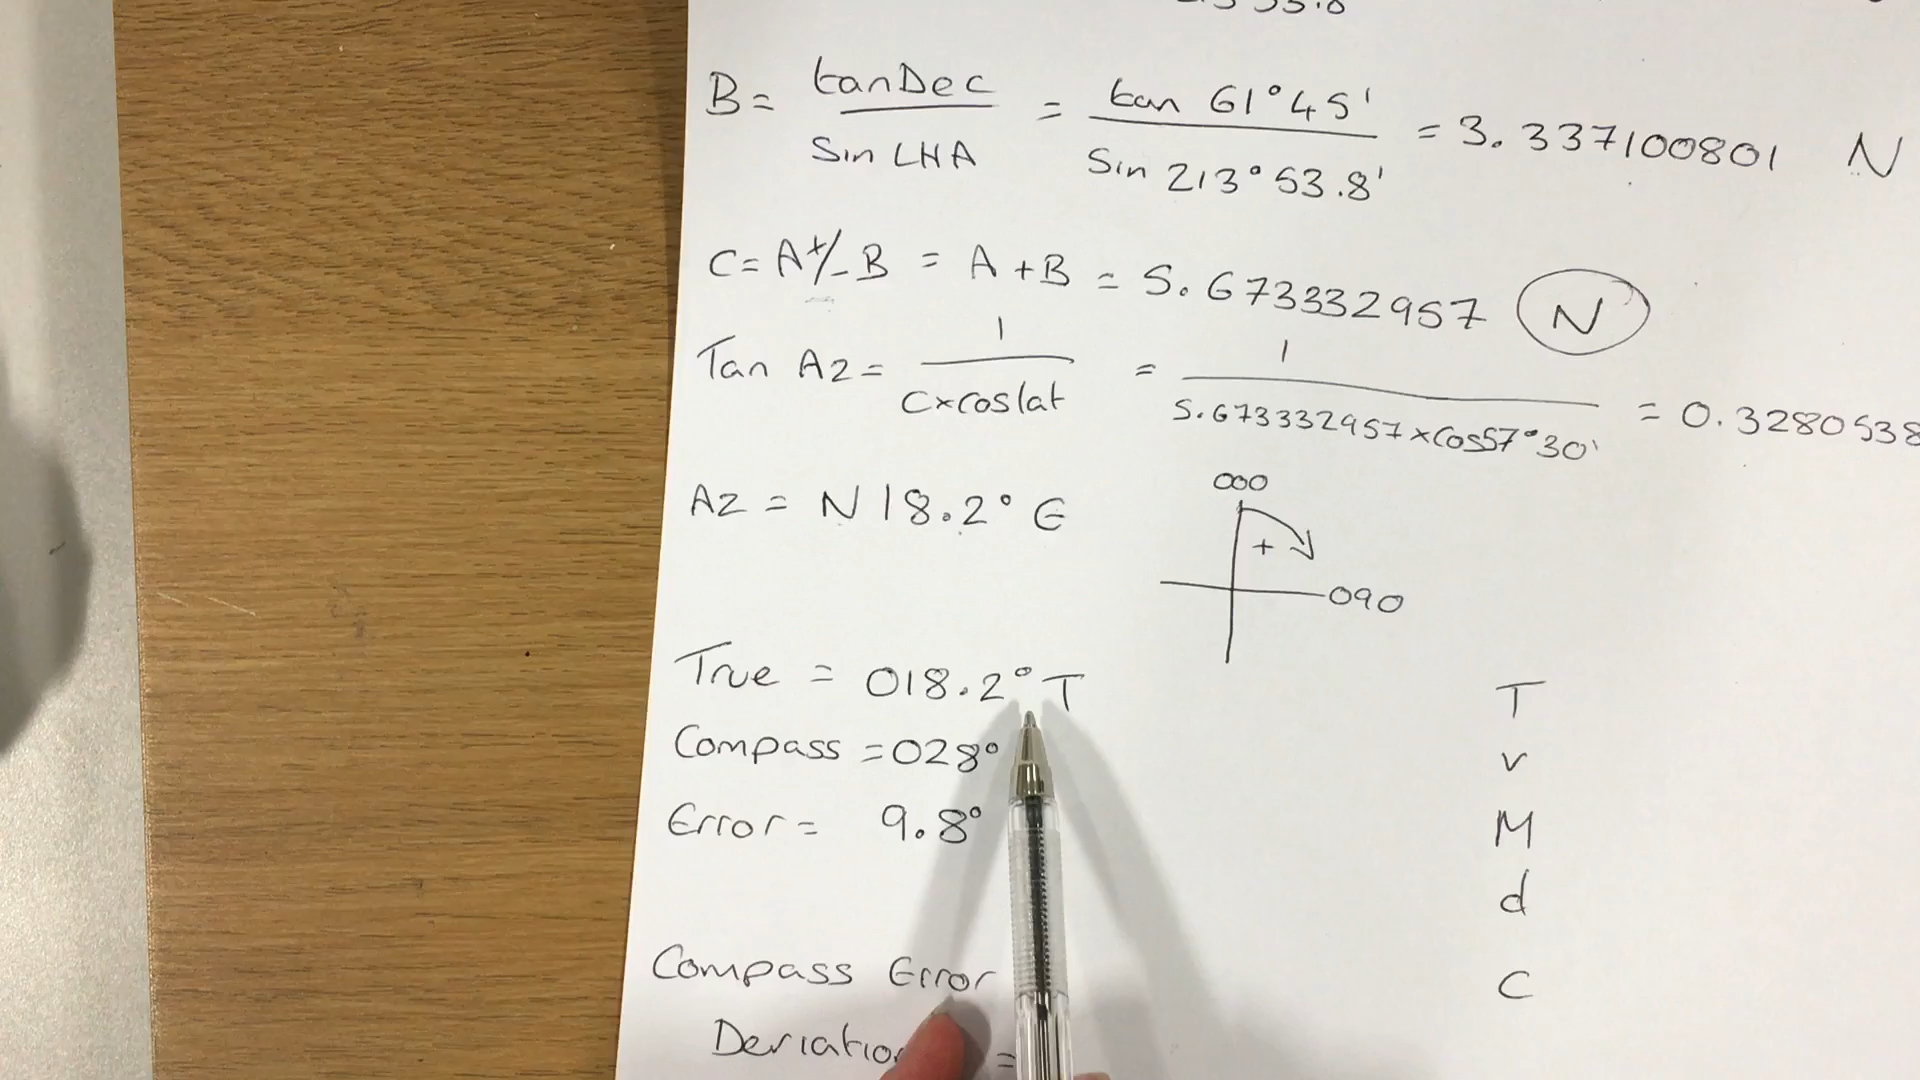 B = tanDec / Sin LHA = tan 61°45' / Sin 213°53.8' = 3.337100801 N
C = A+/-B = A + B = 5.673332957 N
Tan Az = 1 / C×cos lat = 1 / 5.673332957 × Cos57°30' = 0.3280538
000
Az = N 18.2° E
+
090
True = 018.2° T
T
Compass = 028°
v
Error = 9.8°
M
d
Compass Error
C
=